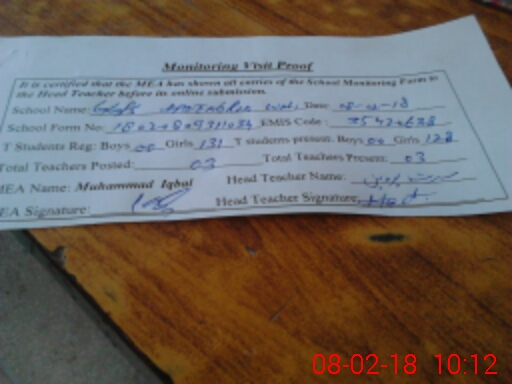 Monitoring Visit Proof
It is certified that the MEA has shown all entries of the School Monitoring Form to
the Head Teacher before its online submission.
School Name: Date: 08-02-18
School Form No: EMIS Code:
T Students Reg: Boys 00 Girls 131 T students present: Boys 00 Girls 128
Total Teachers Posted: 03 Total Teachers Present: 03
MEA Name: Muhammad Iqbal Head Teacher Name:
MEA Signature: Head Teacher Signature
08-02-18 10:12